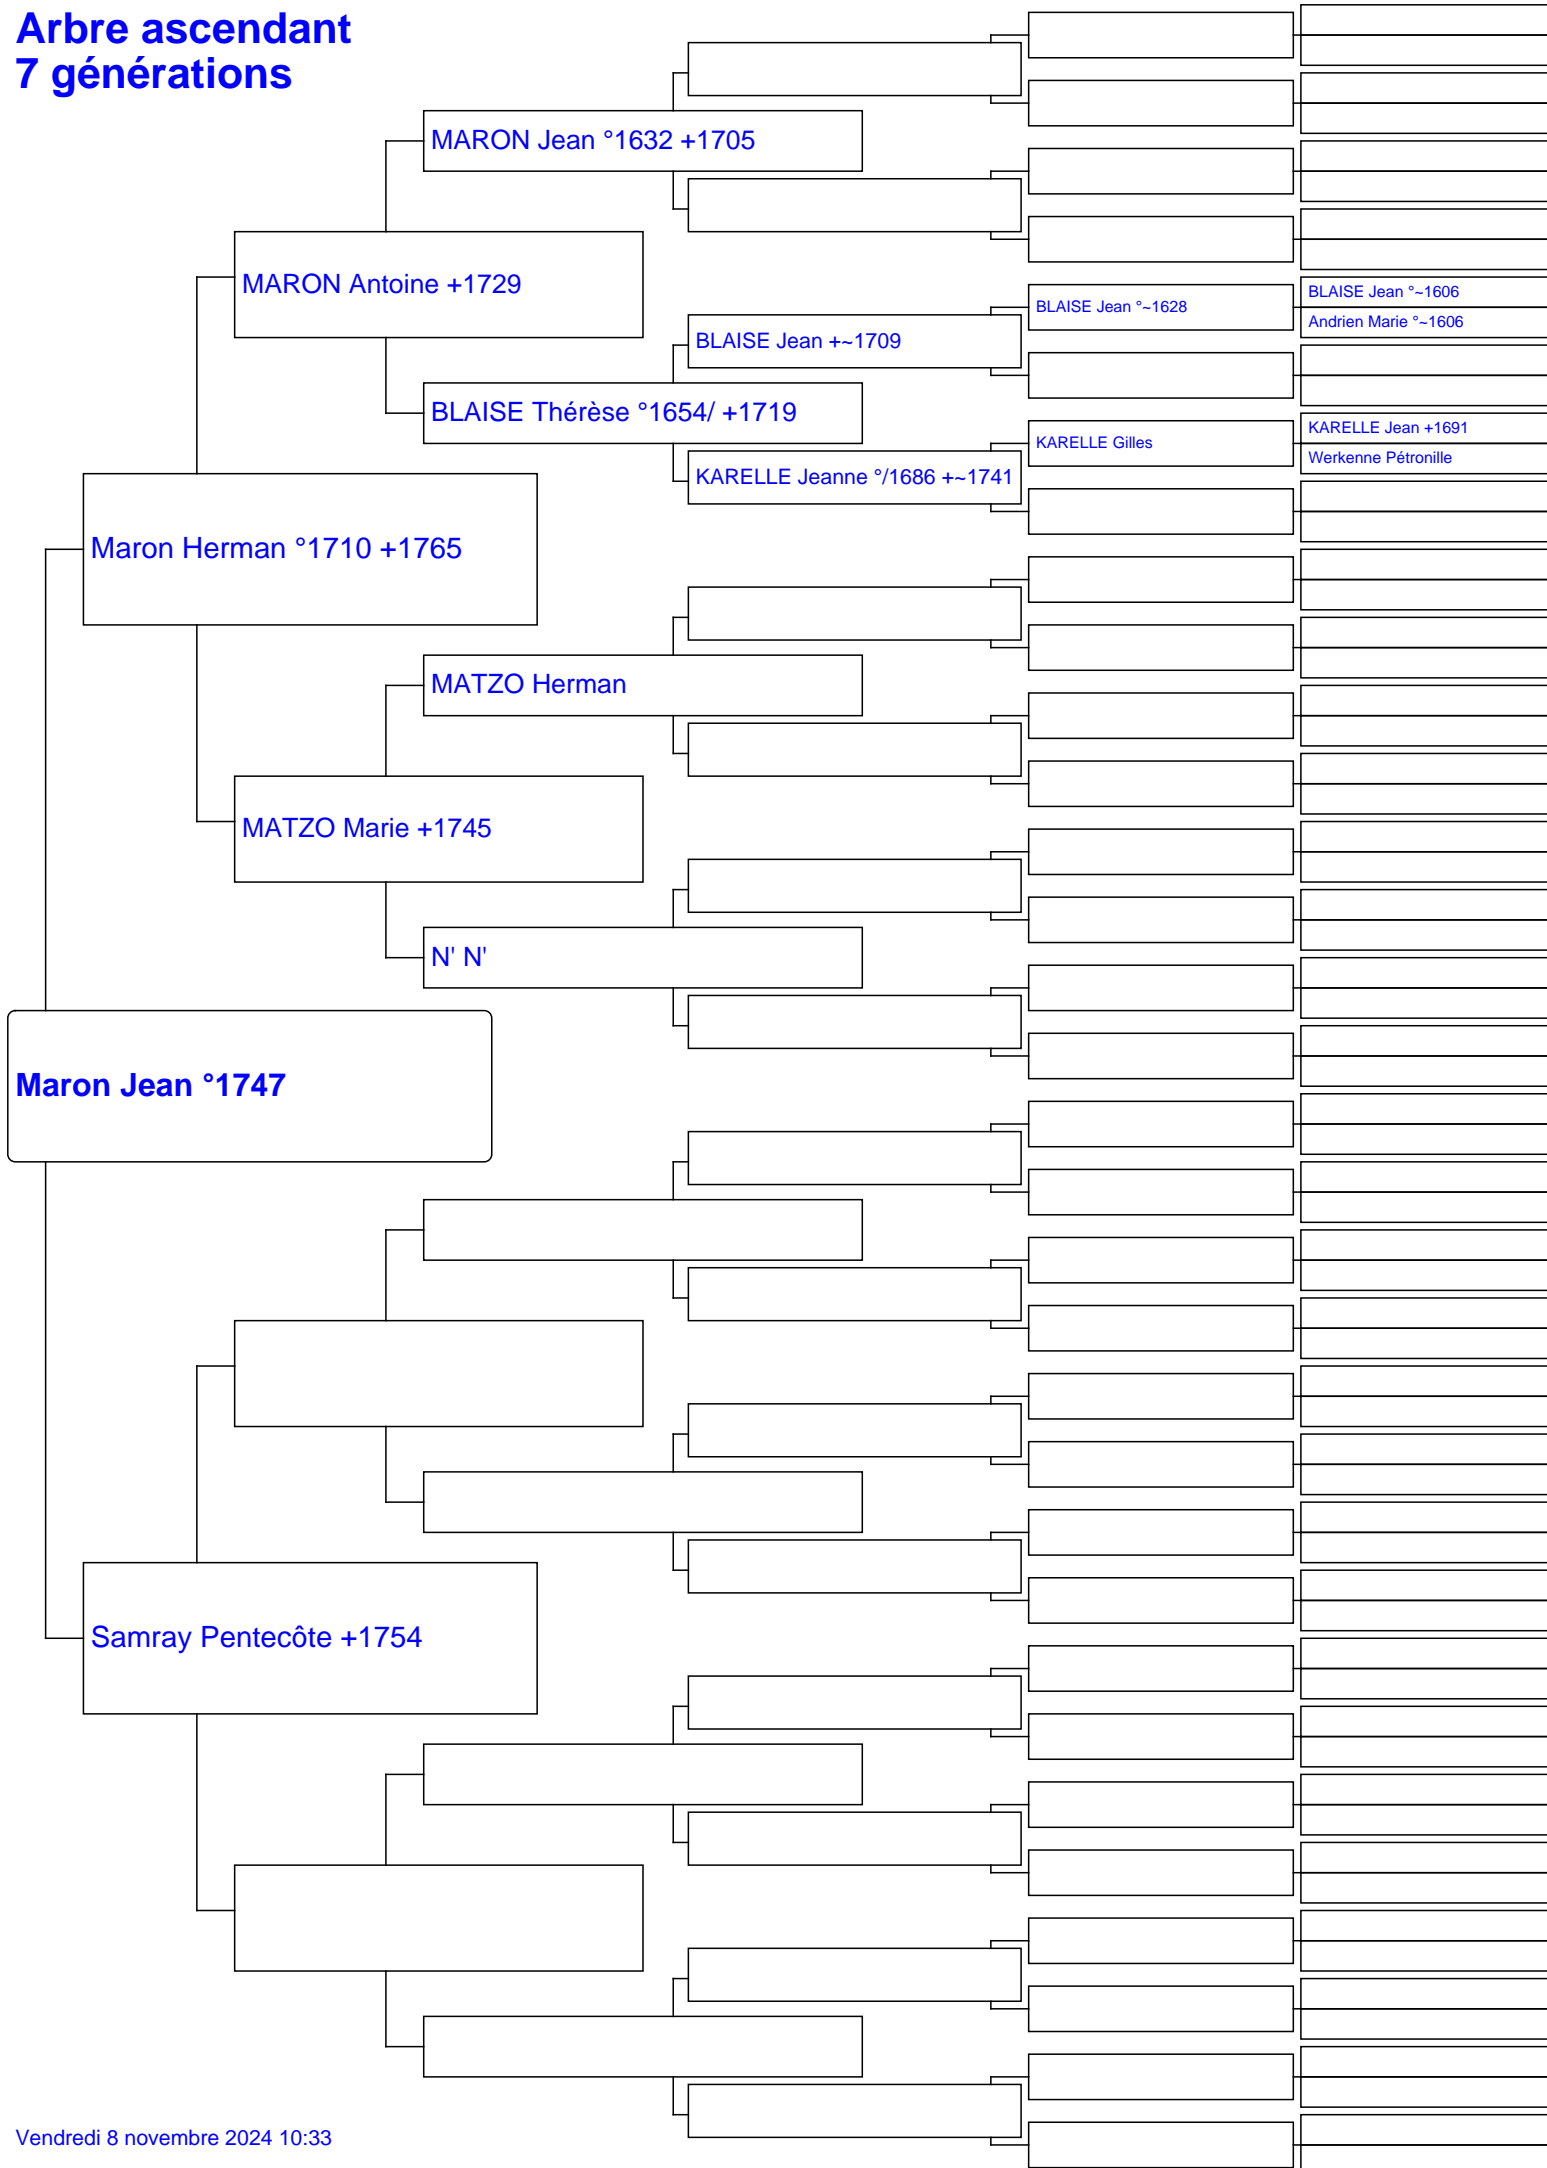 Arbre ascendant
7 générations
MARON Jean °1632 +1705
MARON Antoine +1729
BLAISE Jean °~1606
BLAISE Jean °~1628
Andrien Marie °~1606
BLAISE Jean +~1709
BLAISE Thérèse °1654/ +1719
KARELLE Jean +1691
KARELLE Gilles
Werkenne Pétronille
KARELLE Jeanne °/1686 +~1741
Maron Herman °1710 +1765
MATZO Herman
MATZO Marie +1745
N' N'
Maron Jean °1747
Samray Pentecôte +1754
Vendredi 8 novembre 2024 10:33